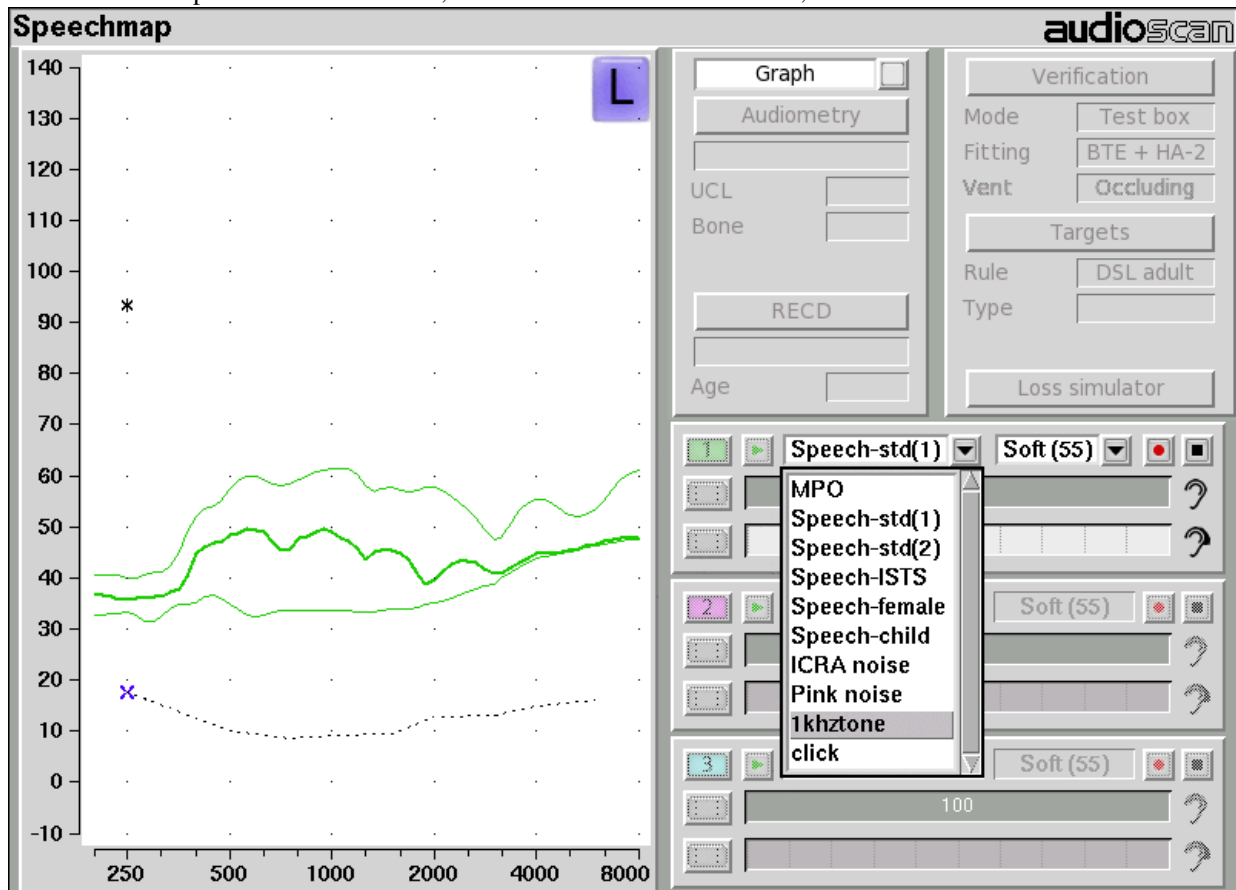 Speechmap
audioscan
140
130
120
110
100
90
80
70
60
50
40
30
20
10
0
-10
250 500 1000 2000 4000 8000
L
Graph
Audiometry
UCL
Bone
RECD
Age
Verification
Mode Test box
Fitting BTE + HA-2
Vent Occluding
Targets
Rule DSL adult
Type
Loss simulator
1 Speech-std(1) Soft (55)
MPO
Speech-std(1)
Speech-std(2)
Speech-ISTS
Speech-female
Speech-child
ICRA noise
Pink noise
1khztone
click
2 Soft (55)
3 Soft (55)
100